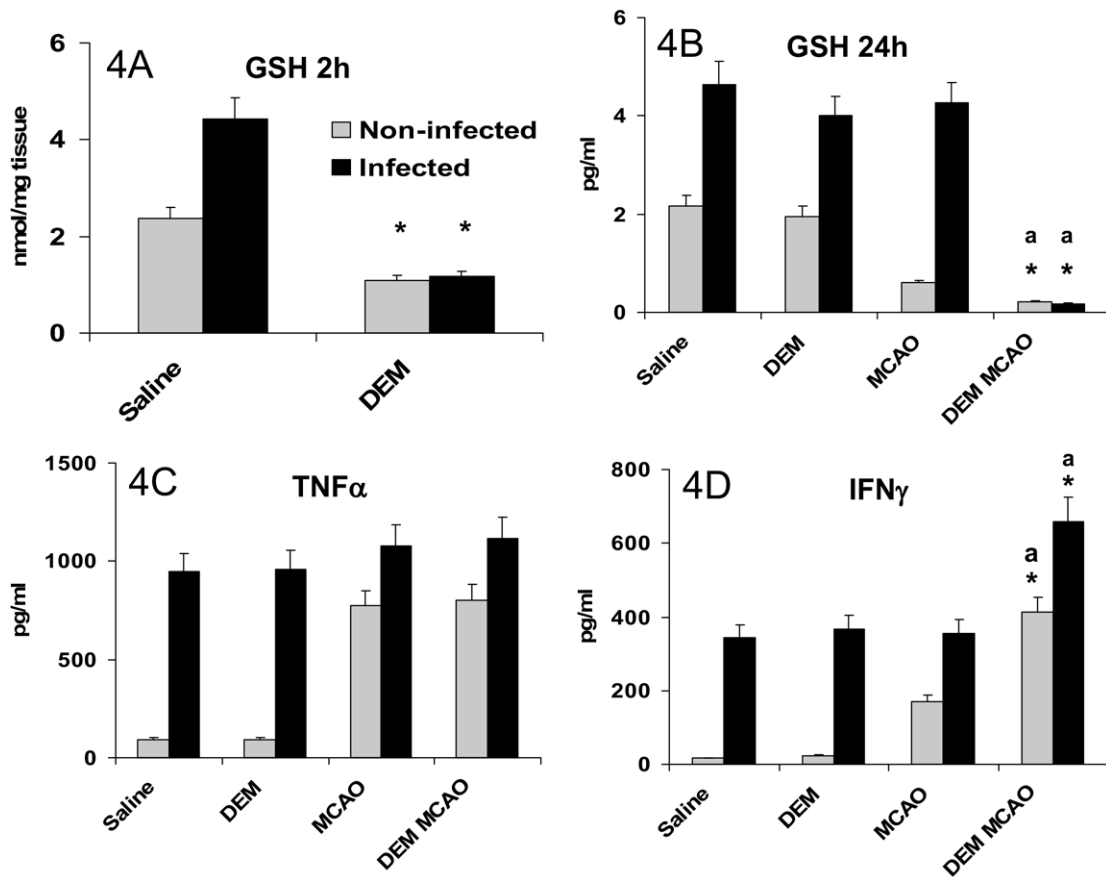 4A
GSH 2h
nmol/mg tissue
6
4
2
0
Non-infected
Infected
* *
Saline
DEM
4B
GSH 24h
pg/ml
6
4
2
0
a a
* *
Saline
DEM
MCAO
DEM MCAO
4C
TNFα
pg/ml
1500
1000
500
0
Saline
DEM
MCAO
DEM MCAO
4D
IFNγ
pg/ml
800
600
400
200
0
a
*
a
*
Saline
DEM
MCAO
DEM MCAO